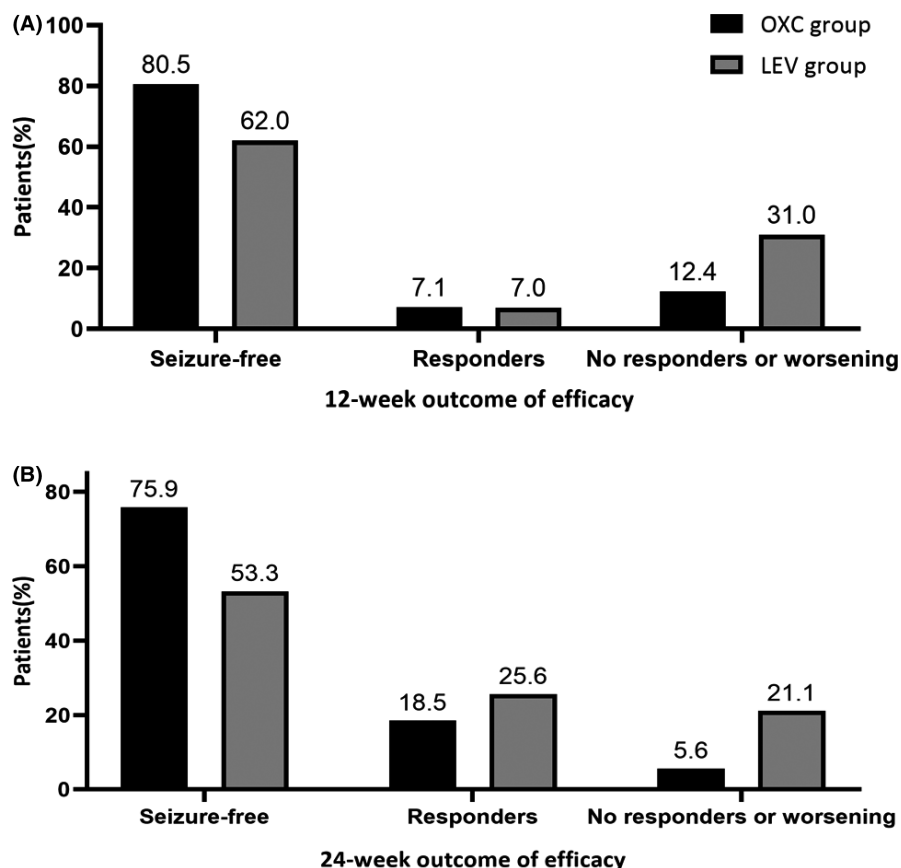 (A)
OXC group
LEV group
Patients(%)
100
80
60
40
20
0
80.5
62.0
7.1
7.0
12.4
31.0
Seizure-free
Responders
No responders or worsening
12-week outcome of efficacy
(B)
Patients(%)
80
60
40
20
0
75.9
53.3
18.5
25.6
5.6
21.1
Seizure-free
Responders
No responders or worsening
24-week outcome of efficacy